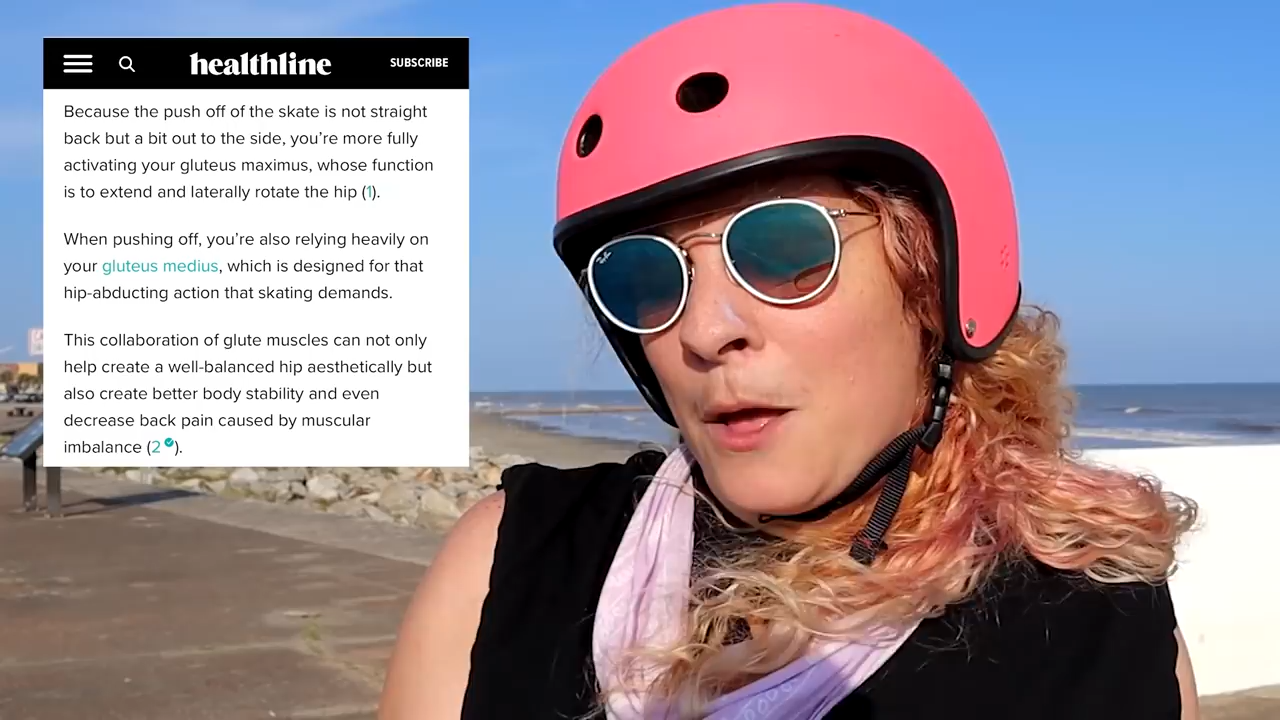 healthline
SUBSCRIBE
Because the push off of the skate is not straight
back but a bit out to the side, you’re more fully
activating your gluteus maximus, whose function
is to extend and laterally rotate the hip (1).
When pushing off, you’re also relying heavily on
your gluteus medius, which is designed for that
hip-abducting action that skating demands.
This collaboration of glute muscles can not only
help create a well-balanced hip aesthetically but
also create better body stability and even
decrease back pain caused by muscular
imbalance (2).
Ray-Ban